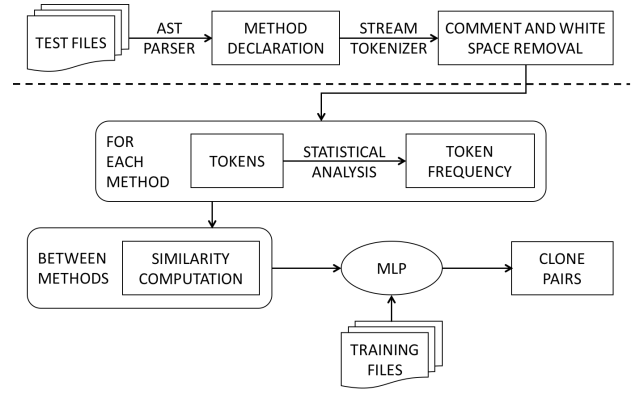 TEST FILES
AST
PARSER
METHOD
DECLARATION
STREAM
TOKENIZER
COMMENT AND WHITE
SPACE REMOVAL
FOR
EACH
METHOD
TOKENS
STATISTICAL
ANALYSIS
TOKEN
FREQUENCY
BETWEEN
METHODS
SIMILARITY
COMPUTATION
MLP
CLONE
PAIRS
TRAINING
FILES